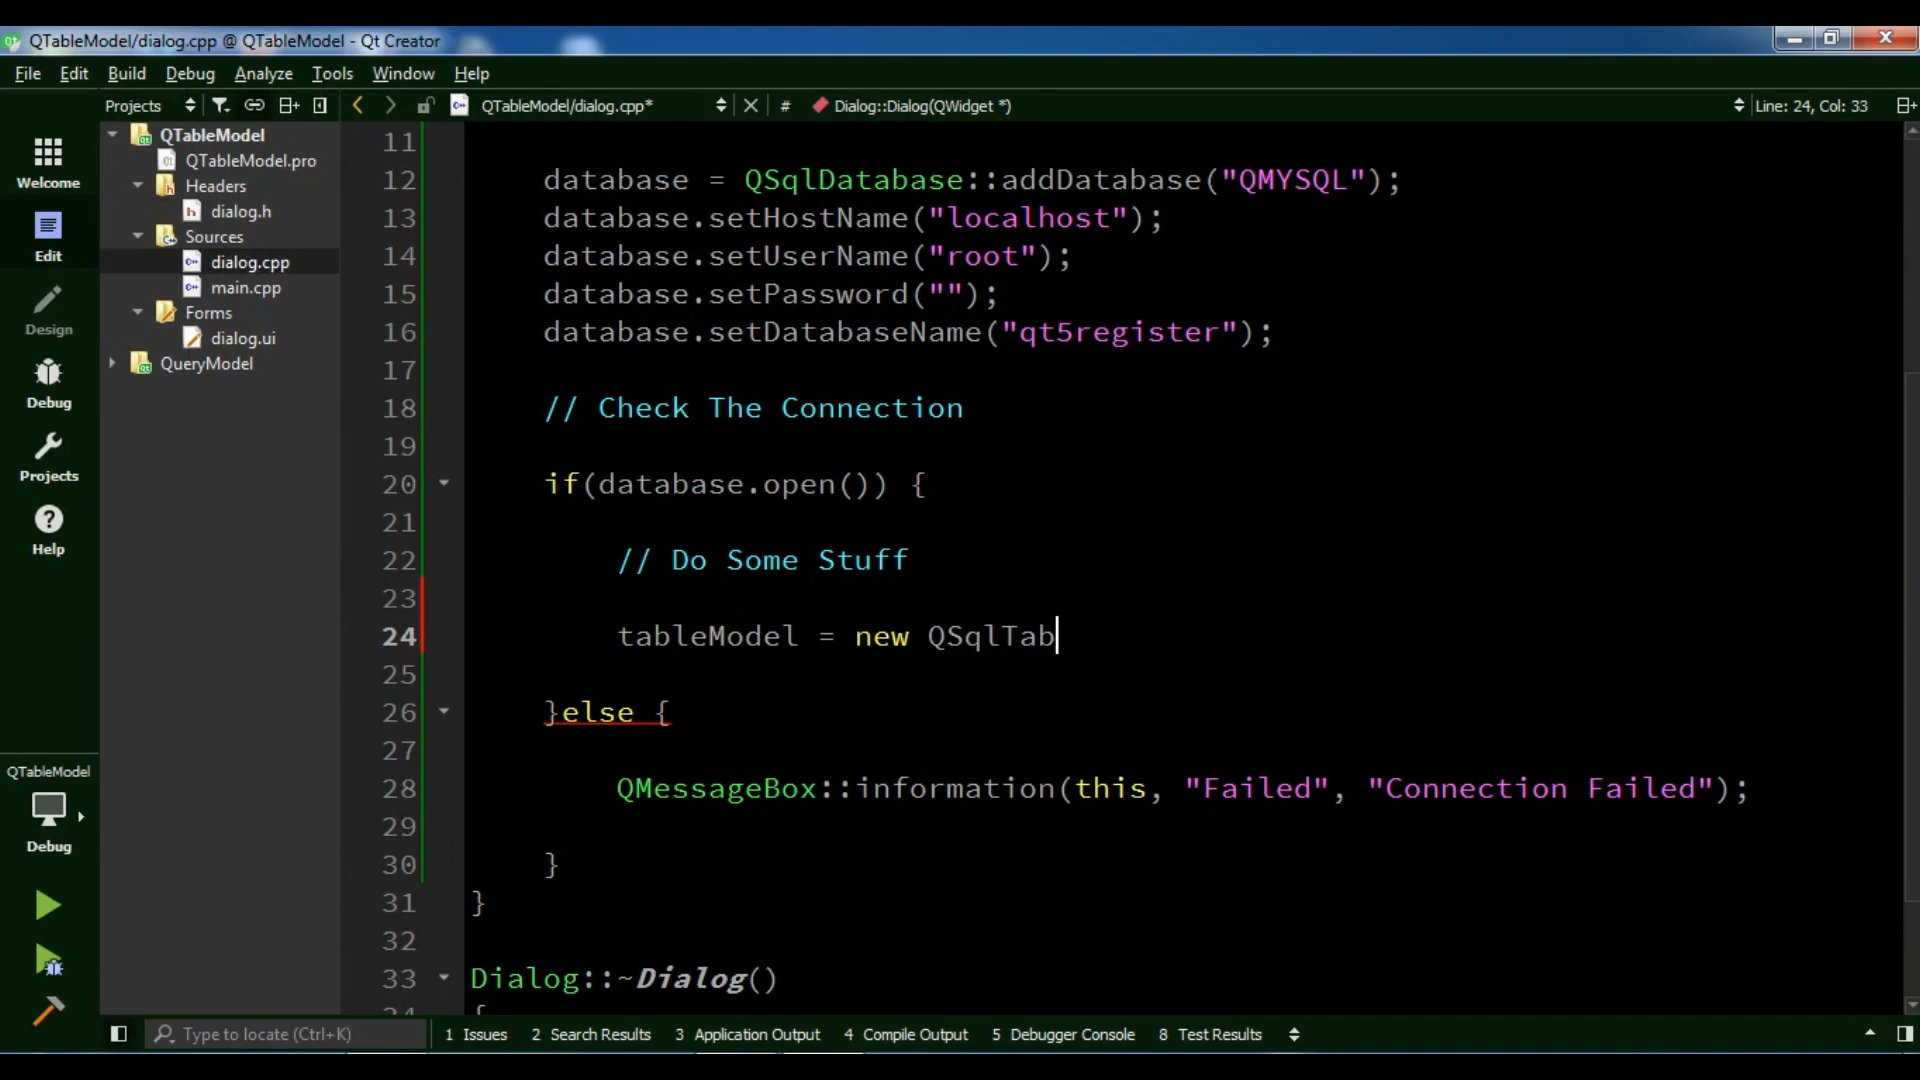 QTableModel/dialog.cpp @ QTableModel - Qt Creator
File Edit Build Debug Analyze Tools Window Help
Projects QTableModel/dialog.cpp* # Dialog::Dialog(QWidget *) Line: 24, Col: 33
Welcome
Edit
Design
Debug
Projects
Help
QTableModel
Debug
QTableModel
QTableModel.pro
Headers
dialog.h
Sources
dialog.cpp
main.cpp
Forms
dialog.ui
QueryModel
11
12 database = QSqlDatabase::addDatabase("QMYSQL");
13 database.setHostName("localhost");
14 database.setUserName("root");
15 database.setPassword("");
16 database.setDatabaseName("qt5register");
17
18 // Check The Connection
19
20 if(database.open()) {
21
22 // Do Some Stuff
23
24 tableModel = new QSqlTab
25
26 }else {
27
28 QMessageBox::information(this, "Failed", "Connection Failed");
29
30 }
31 }
32
33 Dialog::~Dialog()
34 {
Type to locate (Ctrl+K) 1 Issues 2 Search Results 3 Application Output 4 Compile Output 5 Debugger Console 8 Test Results